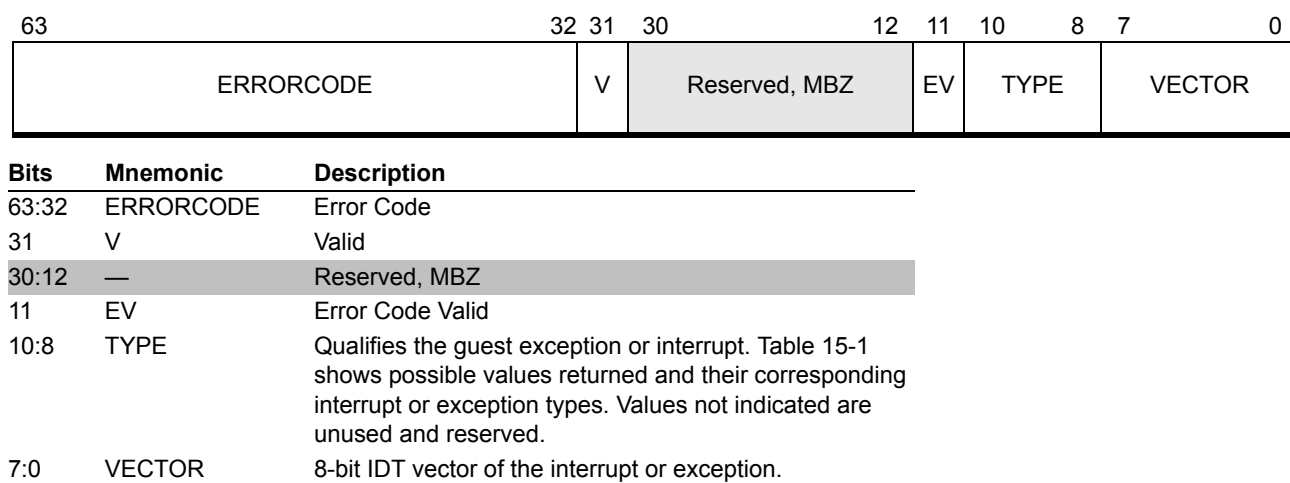 63 32 31 30 12 11 10 8 7 0
ERRORCODE V Reserved, MBZ EV TYPE VECTOR
Bits Mnemonic Description
63:32 ERRORCODE Error Code
31 V Valid
30:12 — Reserved, MBZ
11 EV Error Code Valid
10:8 TYPE Qualifies the guest exception or interrupt. Table 15-1
shows possible values returned and their corresponding
interrupt or exception types. Values not indicated are
unused and reserved.
7:0 VECTOR 8-bit IDT vector of the interrupt or exception.